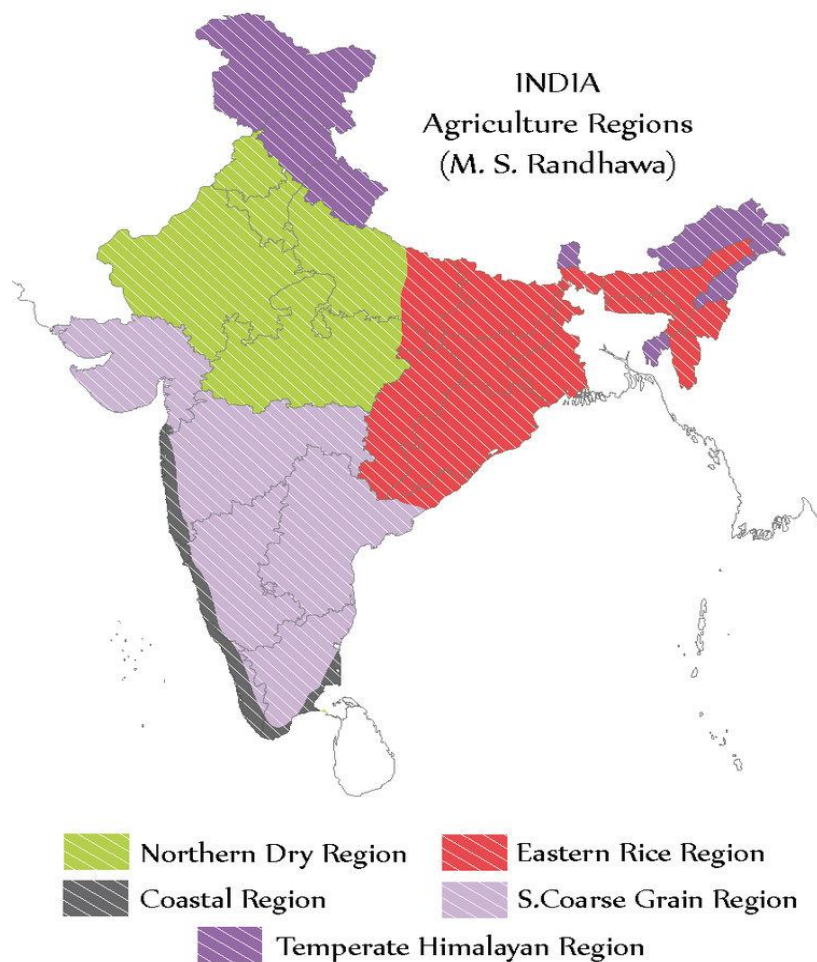 INDIA
Agriculture Regions
(M. S. Randhawa)
Northern Dry Region
Eastern Rice Region
Coastal Region
S.Coarse Grain Region
Temperate Himalayan Region